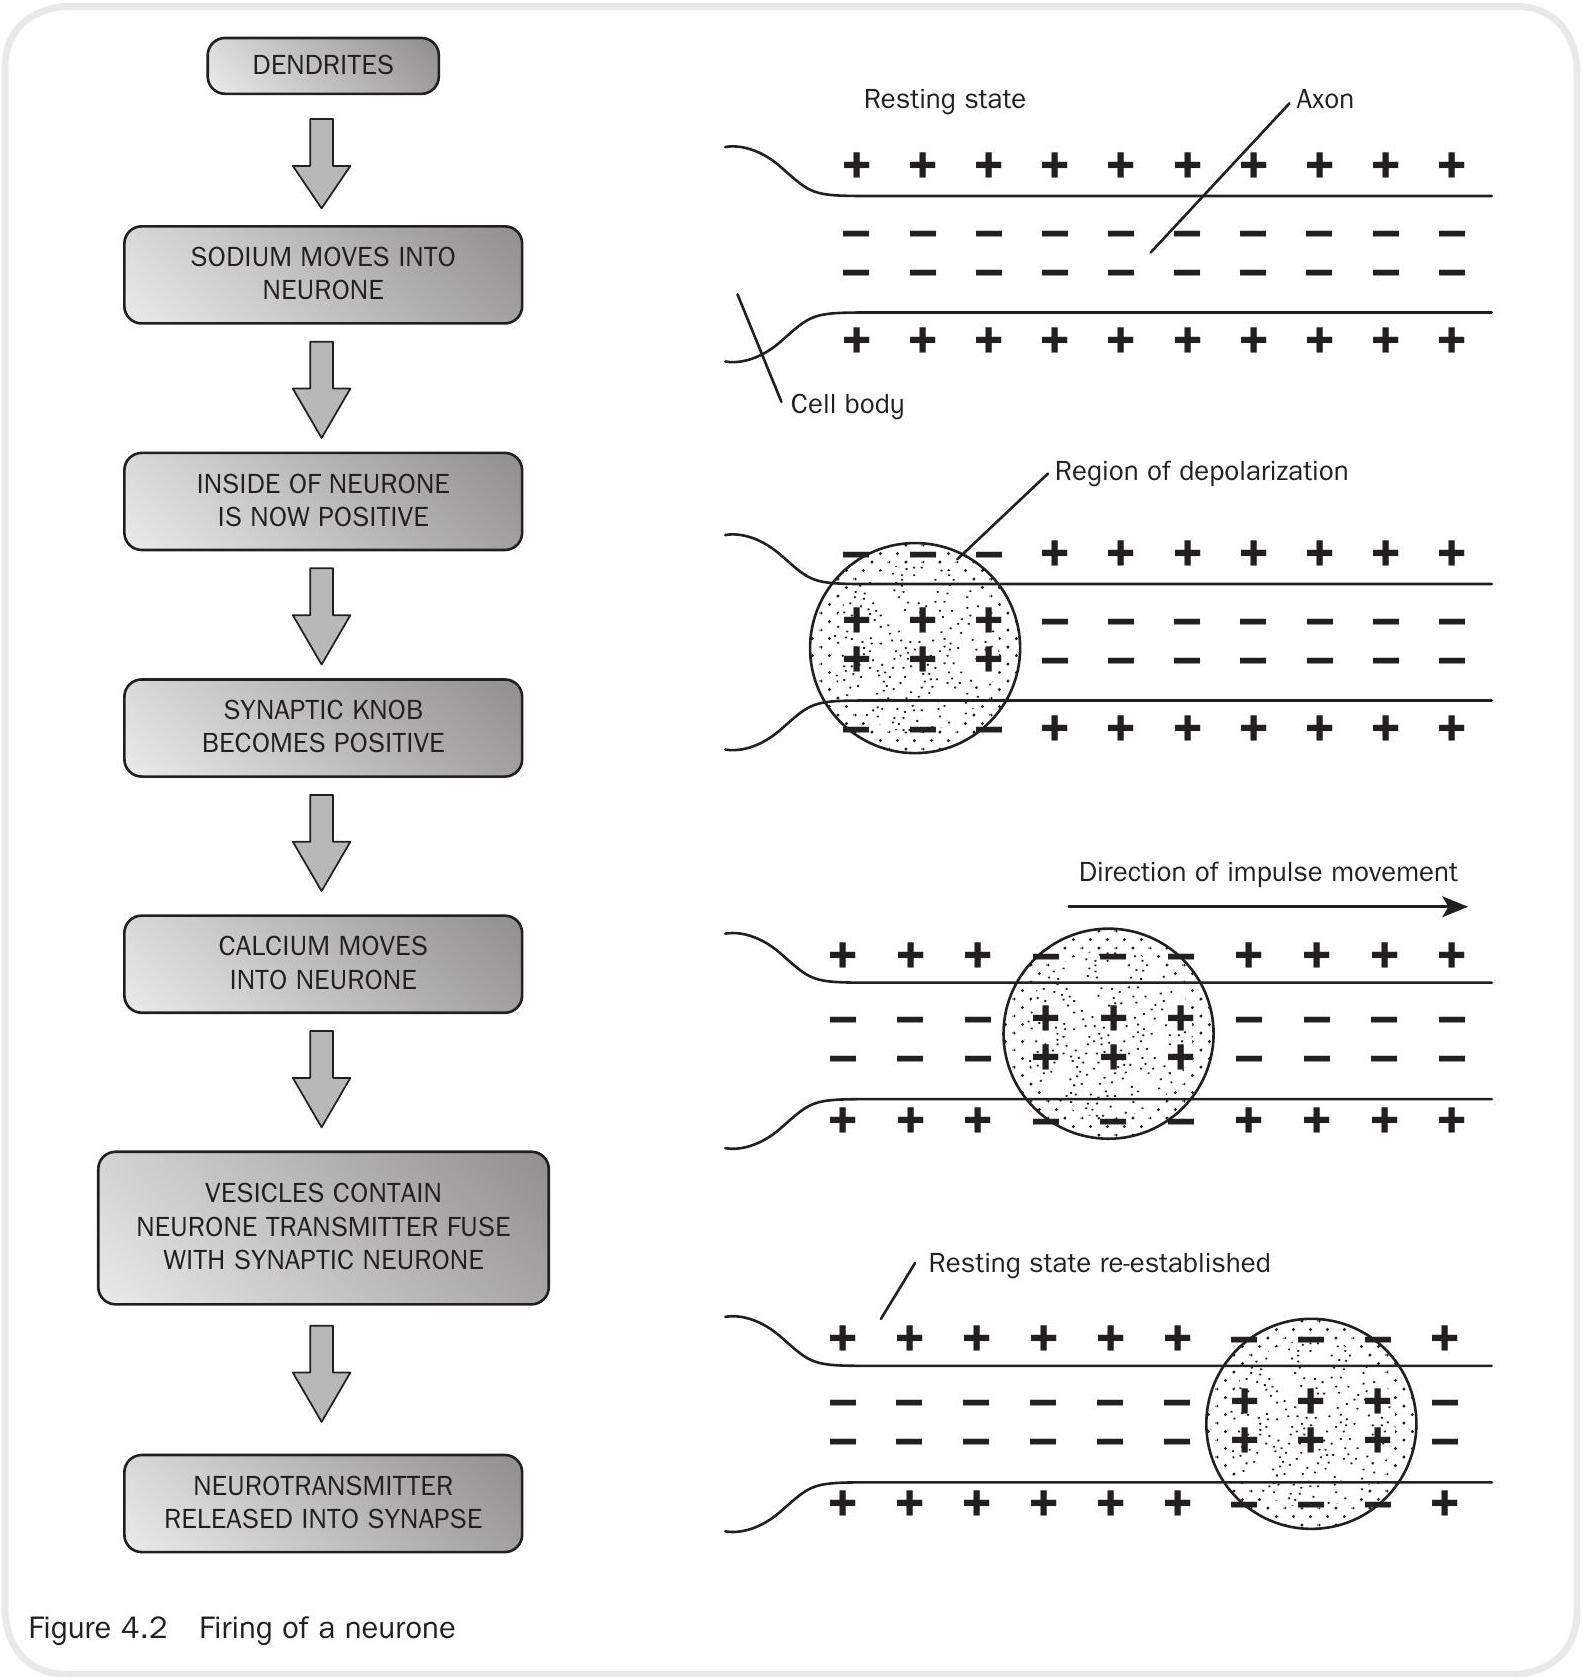 DENDRITES
SODIUM MOVES INTO
NEURONE
INSIDE OF NEURONE
IS NOW POSITIVE
SYNAPTIC KNOB
BECOMES POSITIVE
CALCIUM MOVES
INTO NEURONE
VESICLES CONTAIN
NEURONE TRANSMITTER FUSE
WITH SYNAPTIC NEURONE
NEUROTRANSMITTER
RELEASED INTO SYNAPSE
Resting state
Axon
Cell body
Region of depolarization
Direction of impulse movement
Resting state re-established
Figure 4.2 Firing of a neurone